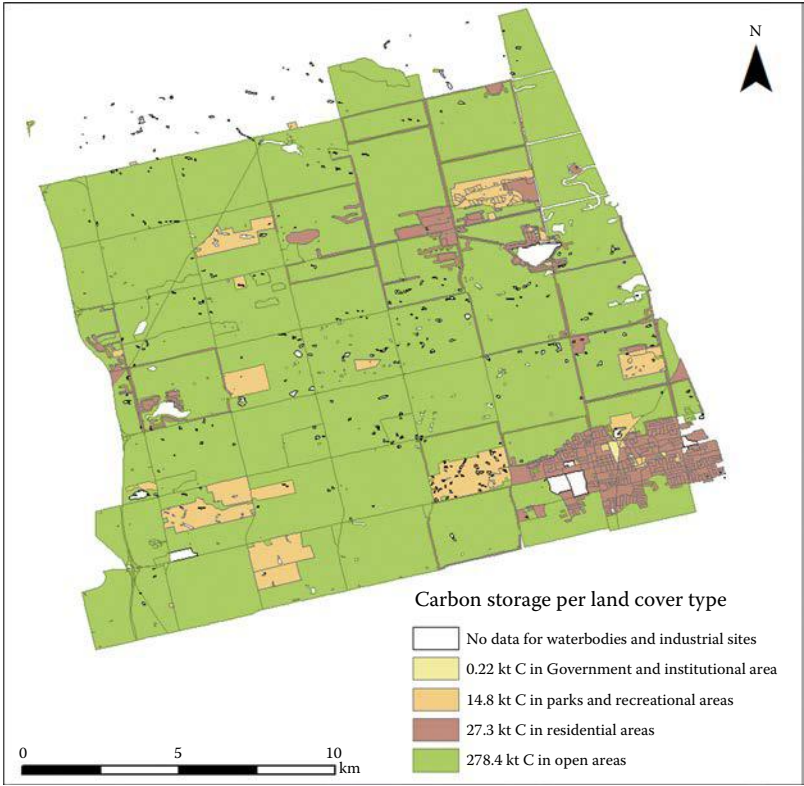 N
Carbon storage per land cover type
No data for waterbodies and industrial sites
0.22 kt C in Government and institutional area
14.8 kt C in parks and recreational areas
27.3 kt C in residential areas
278.4 kt C in open areas
0 5 10
km